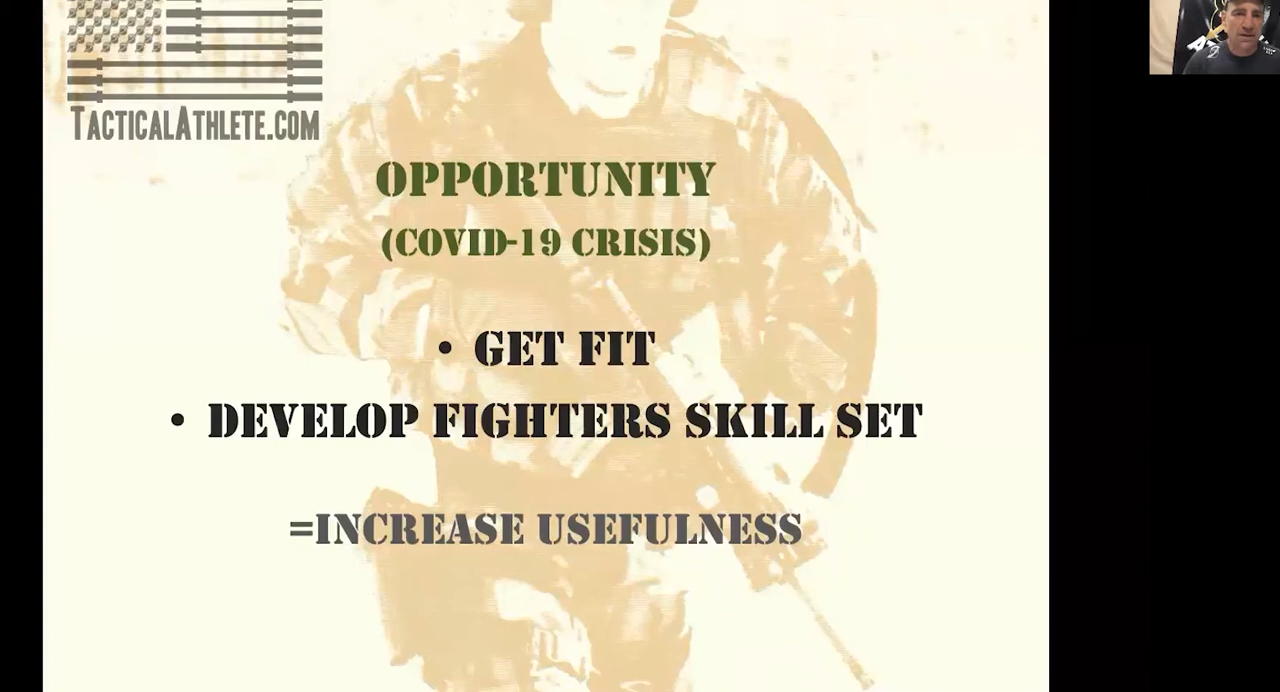 TACTICALATHLETE.COM
OPPORTUNITY
(COVID-19 CRISIS)
• GET FIT
• DEVELOP FIGHTERS SKILL SET
=INCREASE USEFULNESS